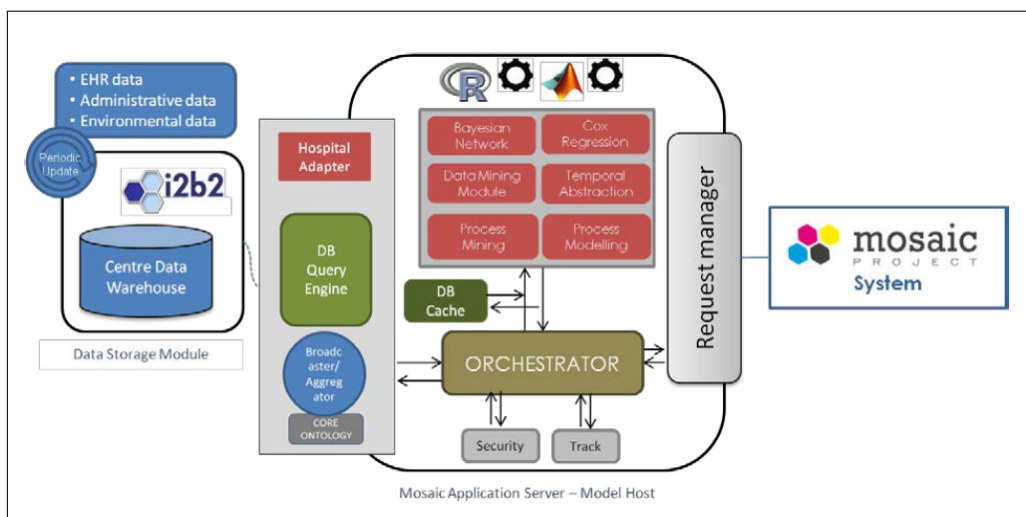 • EHR data
• Administrative data
• Environmental data
Periodic
Update
i2b2
Centre Data
Warehouse
Data Storage Module
Hospital
Adapter
DB
Query
Engine
Broadc
aster/
Aggreg
ator
CORE
ONTOLOGY
R
Bayesian
Network
Cox
Regression
Data Mining
Module
Temporal
Abstraction
Process
Mining
Process
Modelling
DB
Cache
ORCHESTRATOR
Security
Track
Mosaic Application Server – Model Host
Request manager
mosaic
PROJECT
System